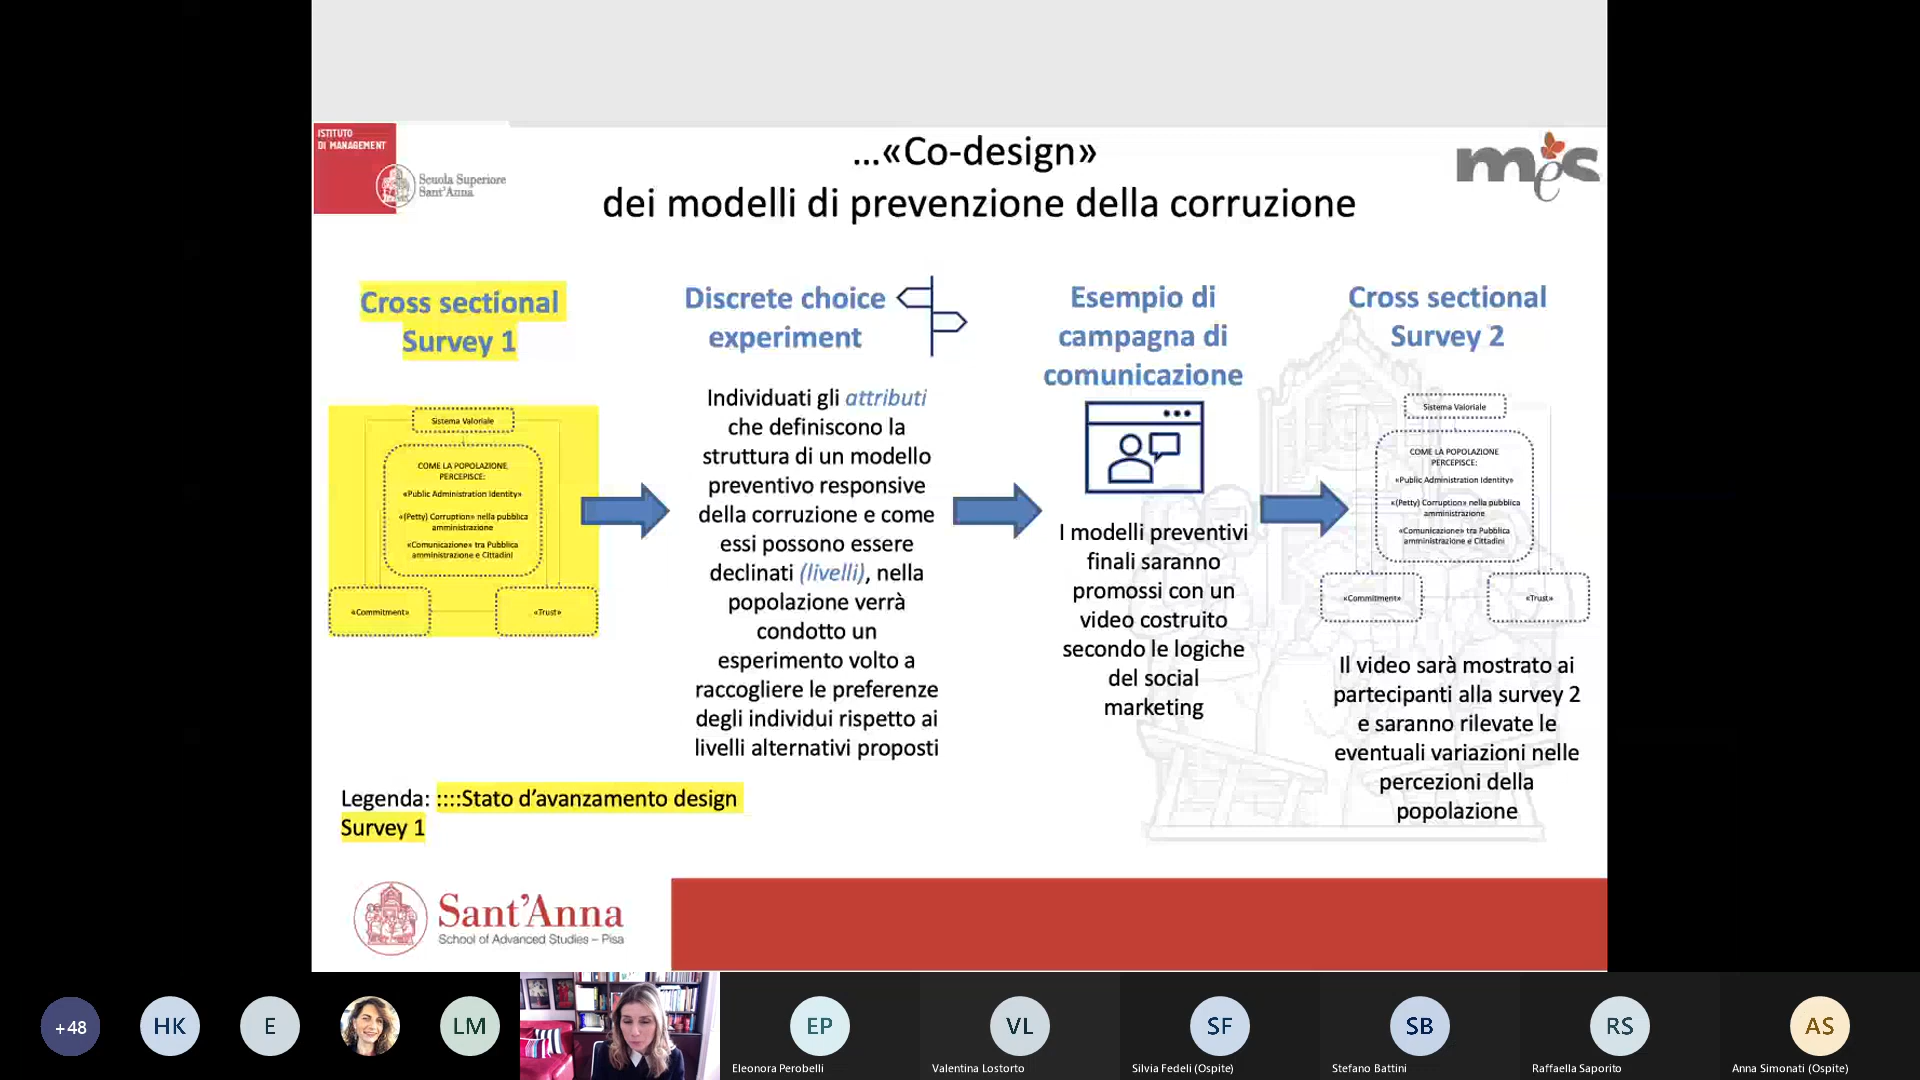 ISTITUTO
DI MANAGEMENT
Scuola Superiore
Sant'Anna
...«Co-design»
dei modelli di prevenzione della corruzione
mes
Cross sectional
Survey 1
Sistema Valoriale
COME LA POPOLAZIONE
PERCEPISCE:
«Public Administration Identity»
«(Petty) Corruption» nella pubblica
amministrazione
«Comunicazione» tra Pubblica
amministrazione e Cittadini
«Commitment»
«Trust»
Discrete choice
experiment
Individuati gli attributi
che definiscono la
struttura di un modello
preventivo responsive
della corruzione e come
essi possono essere
declinati (livelli), nella
popolazione verrà
condotto un
esperimento volto a
raccogliere le preferenze
degli individui rispetto ai
livelli alternativi proposti
Esempio di
campagna di
comunicazione
I modelli preventivi
finali saranno
promossi con un
video costruito
secondo le logiche
del social
marketing
Cross sectional
Survey 2
Sistema Valoriale
COME LA POPOLAZIONE
PERCEPISCE:
«Public Administration Identity»
«(Petty) Corruption» nella pubblica
amministrazione
«Comunicazione» tra Pubblica
amministrazione e Cittadini
«Commitment»
«Trust»
Il video sarà mostrato ai
partecipanti alla survey 2
e saranno rilevate le
eventuali variazioni nelle
percezioni della
popolazione
Legenda: ::::Stato d'avanzamento design
Survey 1
Sant'Anna
School of Advanced Studies – Pisa
+48
HK
E
LM
EP
Eleonora Perobelli
VL
Valentina Lostorto
SF
Silvia Fedeli (Ospite)
SB
Stefano Battini
RS
Raffaella Saporito
AS
Anna Simonati (Ospite)